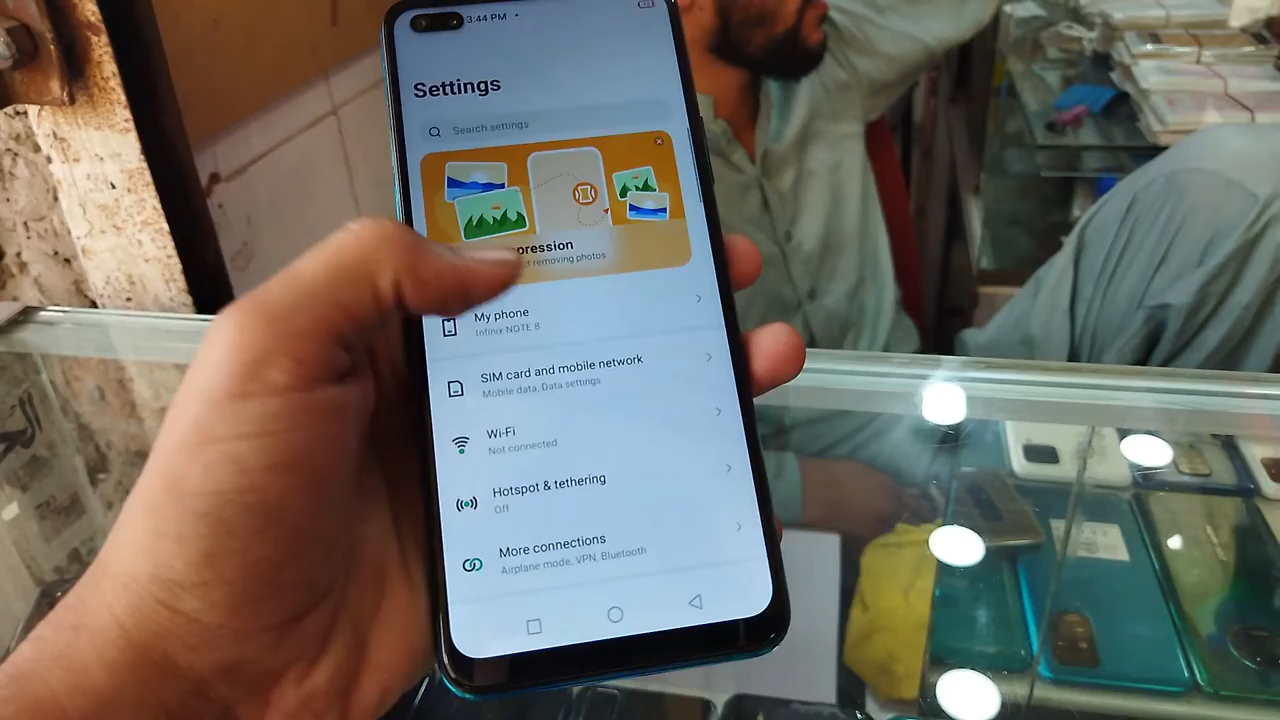 3:44 PM
Settings
Search settings
pression
removing photos
My phone
Infinix NOTE 8
SIM card and mobile network
Mobile data, Data settings
Wi-Fi
Not connected
Hotspot & tethering
Off
More connections
Airplane mode, VPN, Bluetooth